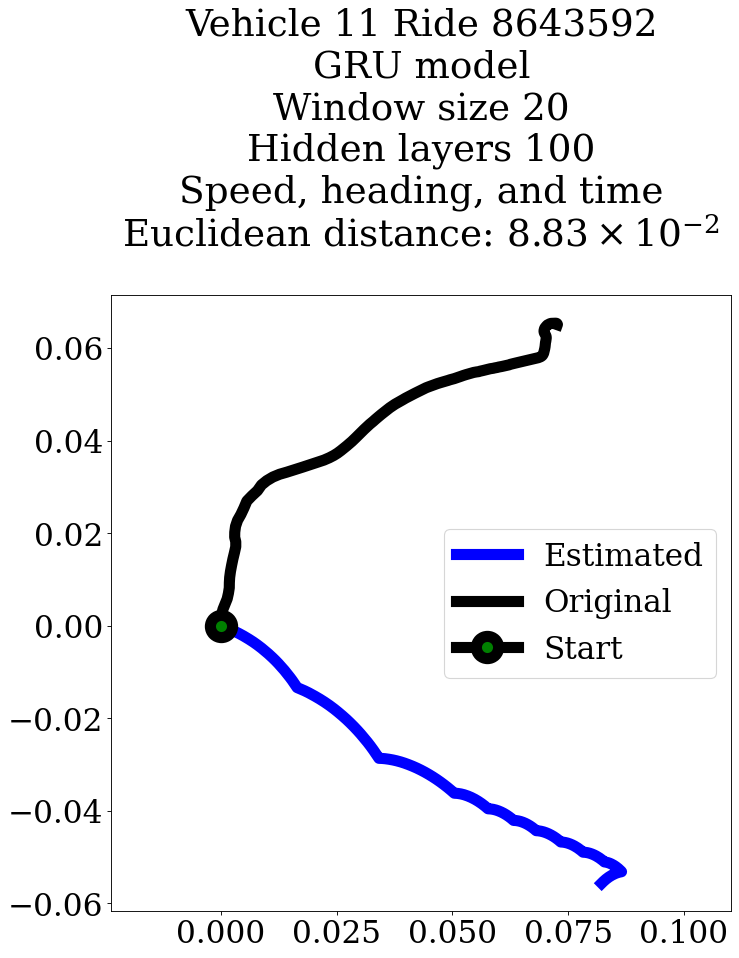 Vehicle 11 Ride 8643592
GRU model
Window size 20
Hidden layers 100
Speed, heading, and time
Euclidean distance: 8.83 × 10⁻²
0.06
0.04
0.02
0.00
−0.02
−0.04
−0.06
Estimated
Original
Start
0.000 0.025 0.050 0.075 0.100